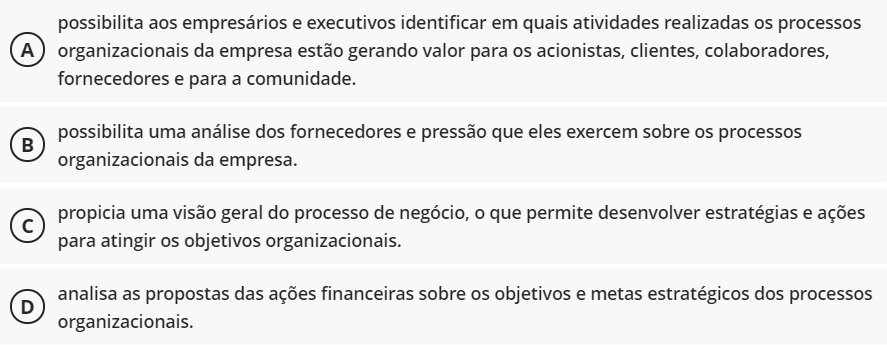 possibilita aos empresários e executivos identificar em quais atividades realizadas os processos
A organizacionais da empresa estão gerando valor para os acionistas, clientes, colaboradores,
fornecedores e para a comunidade.
B possibilita uma análise dos fornecedores e pressão que eles exercem sobre os processos
organizacionais da empresa.
C propicia uma visão geral do processo de negócio, o que permite desenvolver estratégias e ações
para atingir os objetivos organizacionais.
D analisa as propostas das ações financeiras sobre os objetivos e metas estratégicos dos processos
organizacionais.